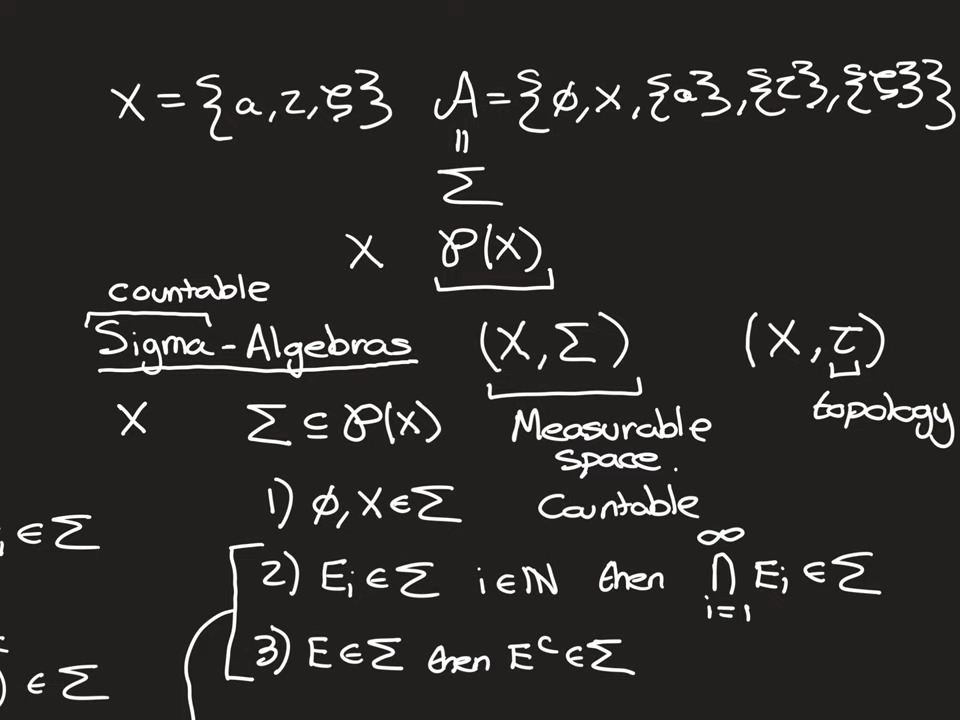 X = {a, z, ξ} 𝒜 = {ϕ, X, {a}, {z}, {ξ}}
=
Σ
X ℘(X)
countable
Sigma - Algebras (X, Σ) (X, τ)
topology
X Σ ⊆ ℘(X) Measurable
space.
1) ϕ, X ∈ Σ Countable
i ∈ Σ
2) Eᵢ ∈ Σ i ∈ ℕ then ∞ ⋂ i=1 Eᵢ ∈ Σ
3) E ∈ Σ then Eᶜ ∈ Σ
) ∈ Σ